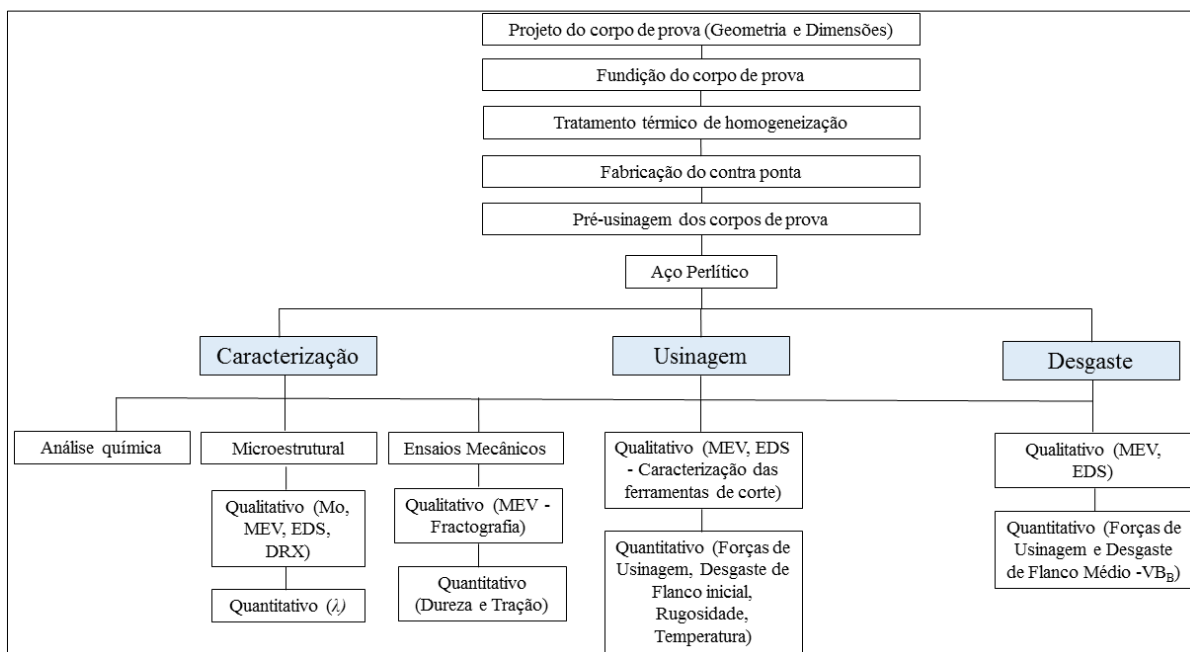 Projeto do corpo de prova (Geometria e Dimensões)
Fundição do corpo de prova
Tratamento térmico de homogeneização
Fabricação do contra ponta
Pré-usinagem dos corpos de prova
Aço Perlítico
Caracterização
Usinagem
Desgaste
Análise química
Microestrutural
Qualitativo (Mo,
MEV, EDS,
DRX)
Quantitativo (λ)
Ensaios Mecânicos
Qualitativo (MEV -
Fractografia)
Quantitativo
(Dureza e Tração)
Qualitativo (MEV, EDS
- Caracterização das
ferramentas de corte)
Quantitativo (Forças de
Usinagem, Desgaste de
Flanco inicial,
Rugosidade,
Temperatura)
Qualitativo (MEV,
EDS)
Quantitativo (Forças de
Usinagem e Desgaste
de Flanco Médio -VB_B)